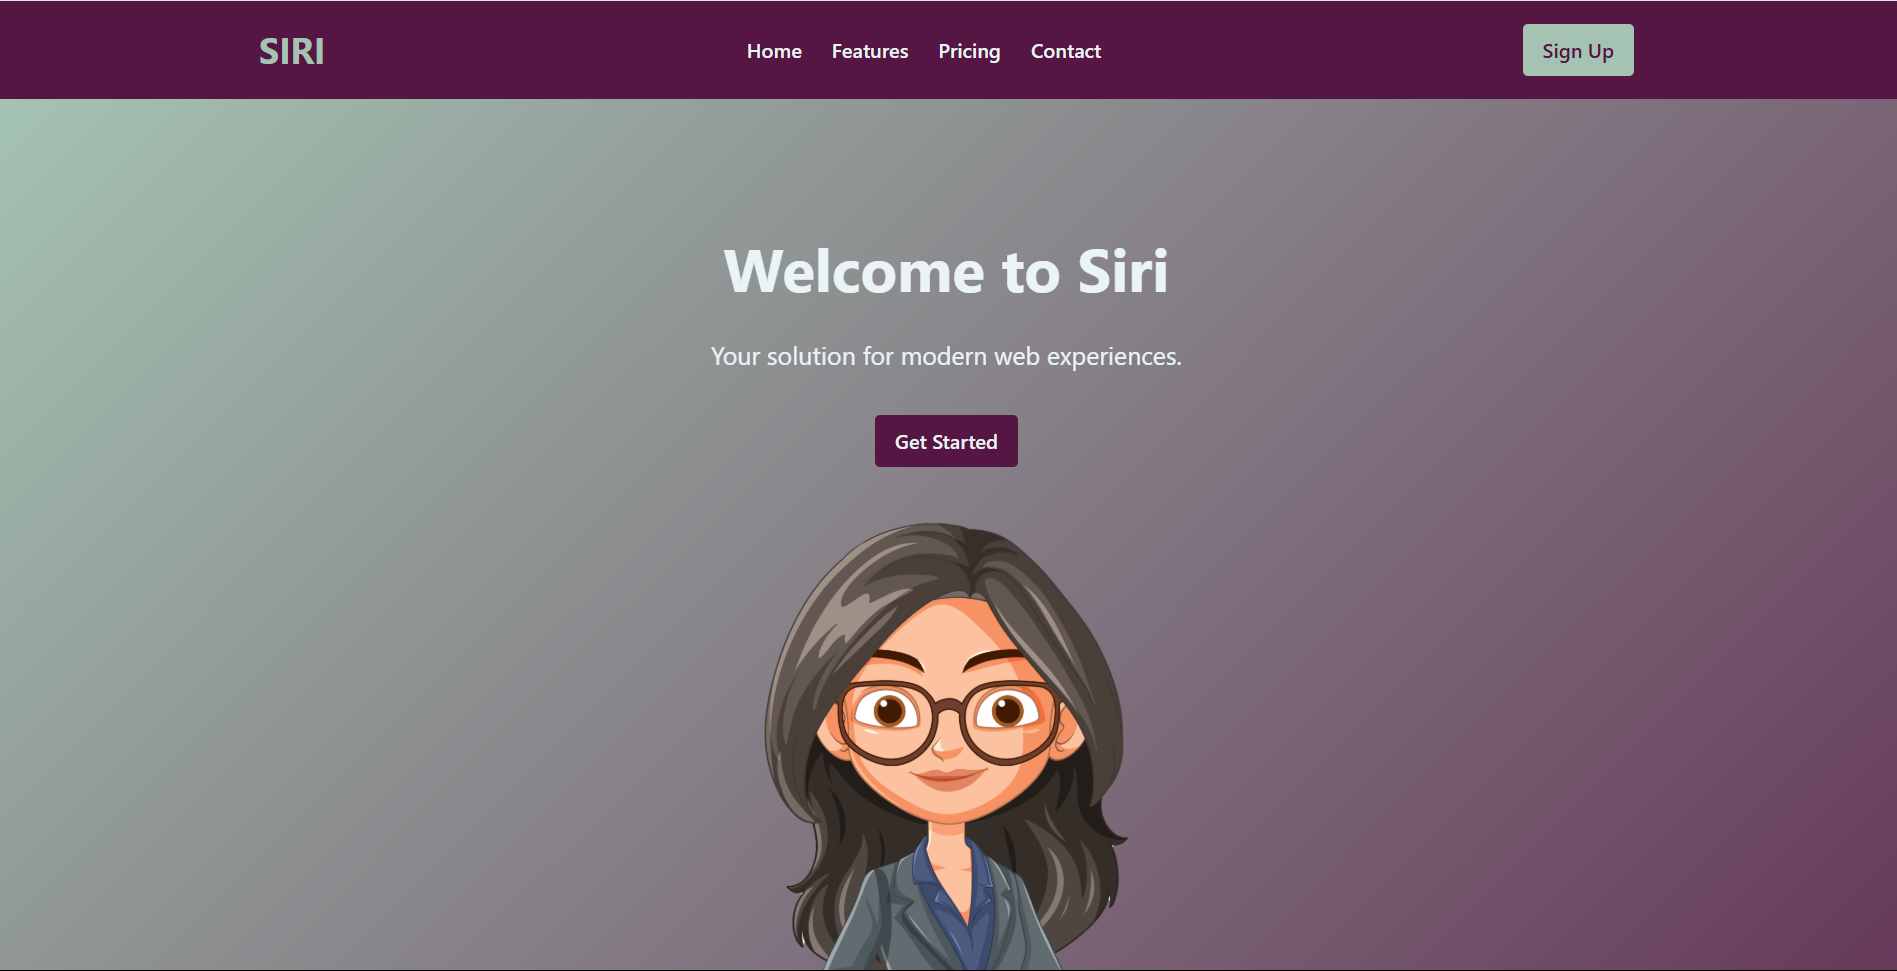 SIRI
Home Features Pricing Contact
Sign Up
Welcome to Siri
Your solution for modern web experiences.
Get Started